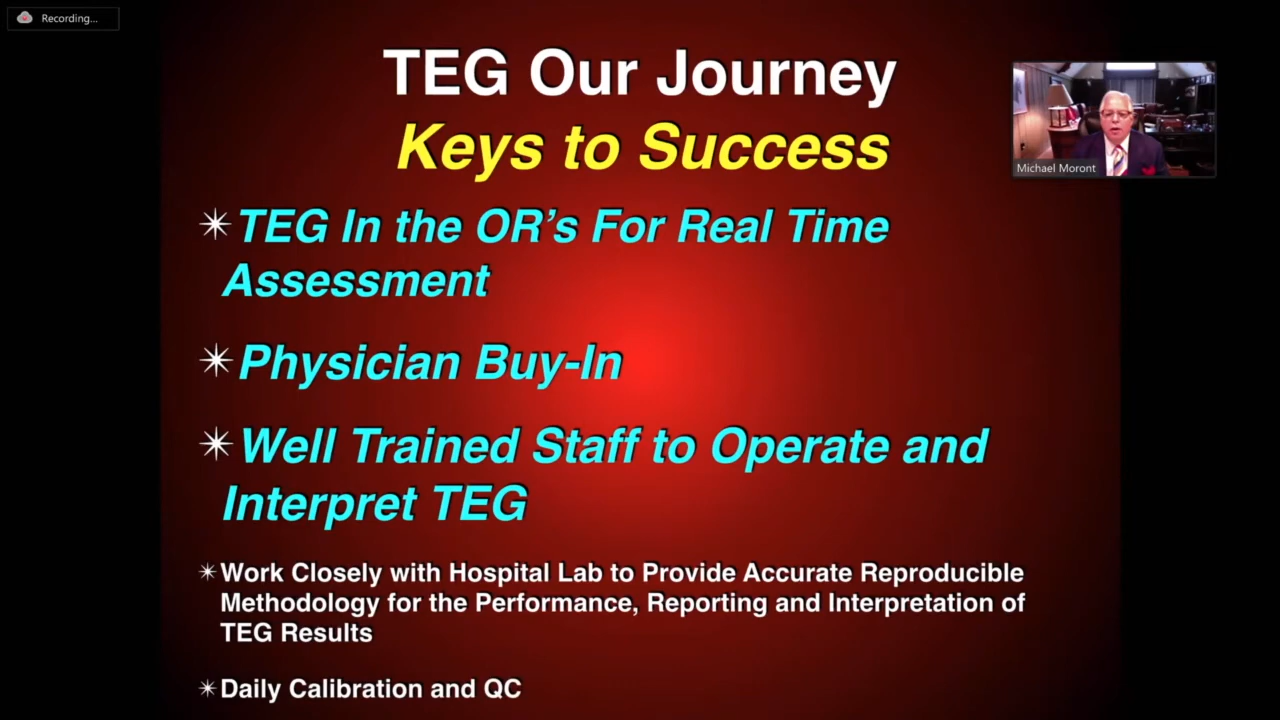 Recording...
TEG Our Journey
Keys to Success
Michael Moront
TEG In the OR's For Real Time
Assessment
Physician Buy-In
Well Trained Staff to Operate and
Interpret TEG
Work Closely with Hospital Lab to Provide Accurate Reproducible
Methodology for the Performance, Reporting and Interpretation of
TEG Results
Daily Calibration and QC